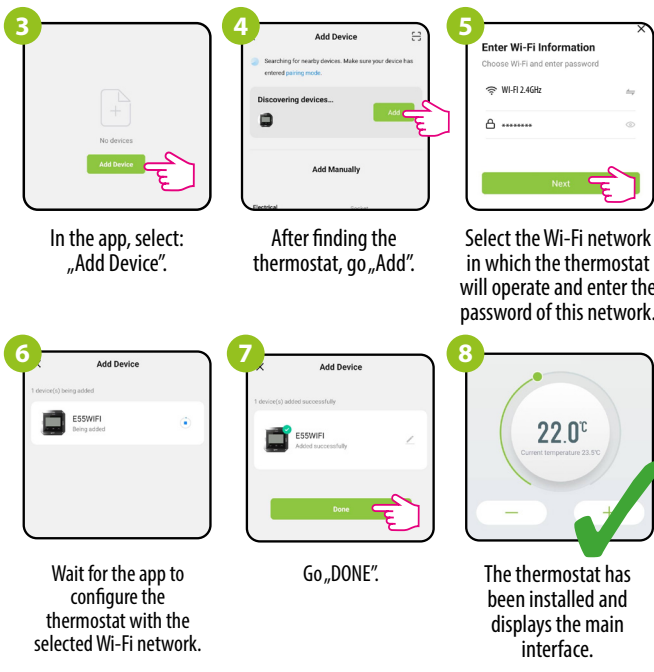 3
No devices
Add Device
In the app, select:
„Add Device”.
4
Add Device
Searching for nearby devices. Make sure your device has
entered pairing mode.
Discovering devices...
Add
Add Manually
Electrical
Socket
After finding the
thermostat, go „Add”.
5
Enter Wi-Fi Information
Choose Wi-Fi and enter password
WI-FI 2.4GHz
********
Next
Select the Wi-Fi network
in which the thermostat
will operate and enter the
password of this network.
6
Add Device
1 device(s) being added
E55WIFI
Being added
Wait for the app to
configure the
thermostat with the
selected Wi-Fi network.
7
Add Device
1 device(s) added successfully
E55WIFI
Added successfully
Done
Go „DONE”.
8
22.0°C
Current temperature 23.5°C
The thermostat has
been installed and
displays the main
interface.